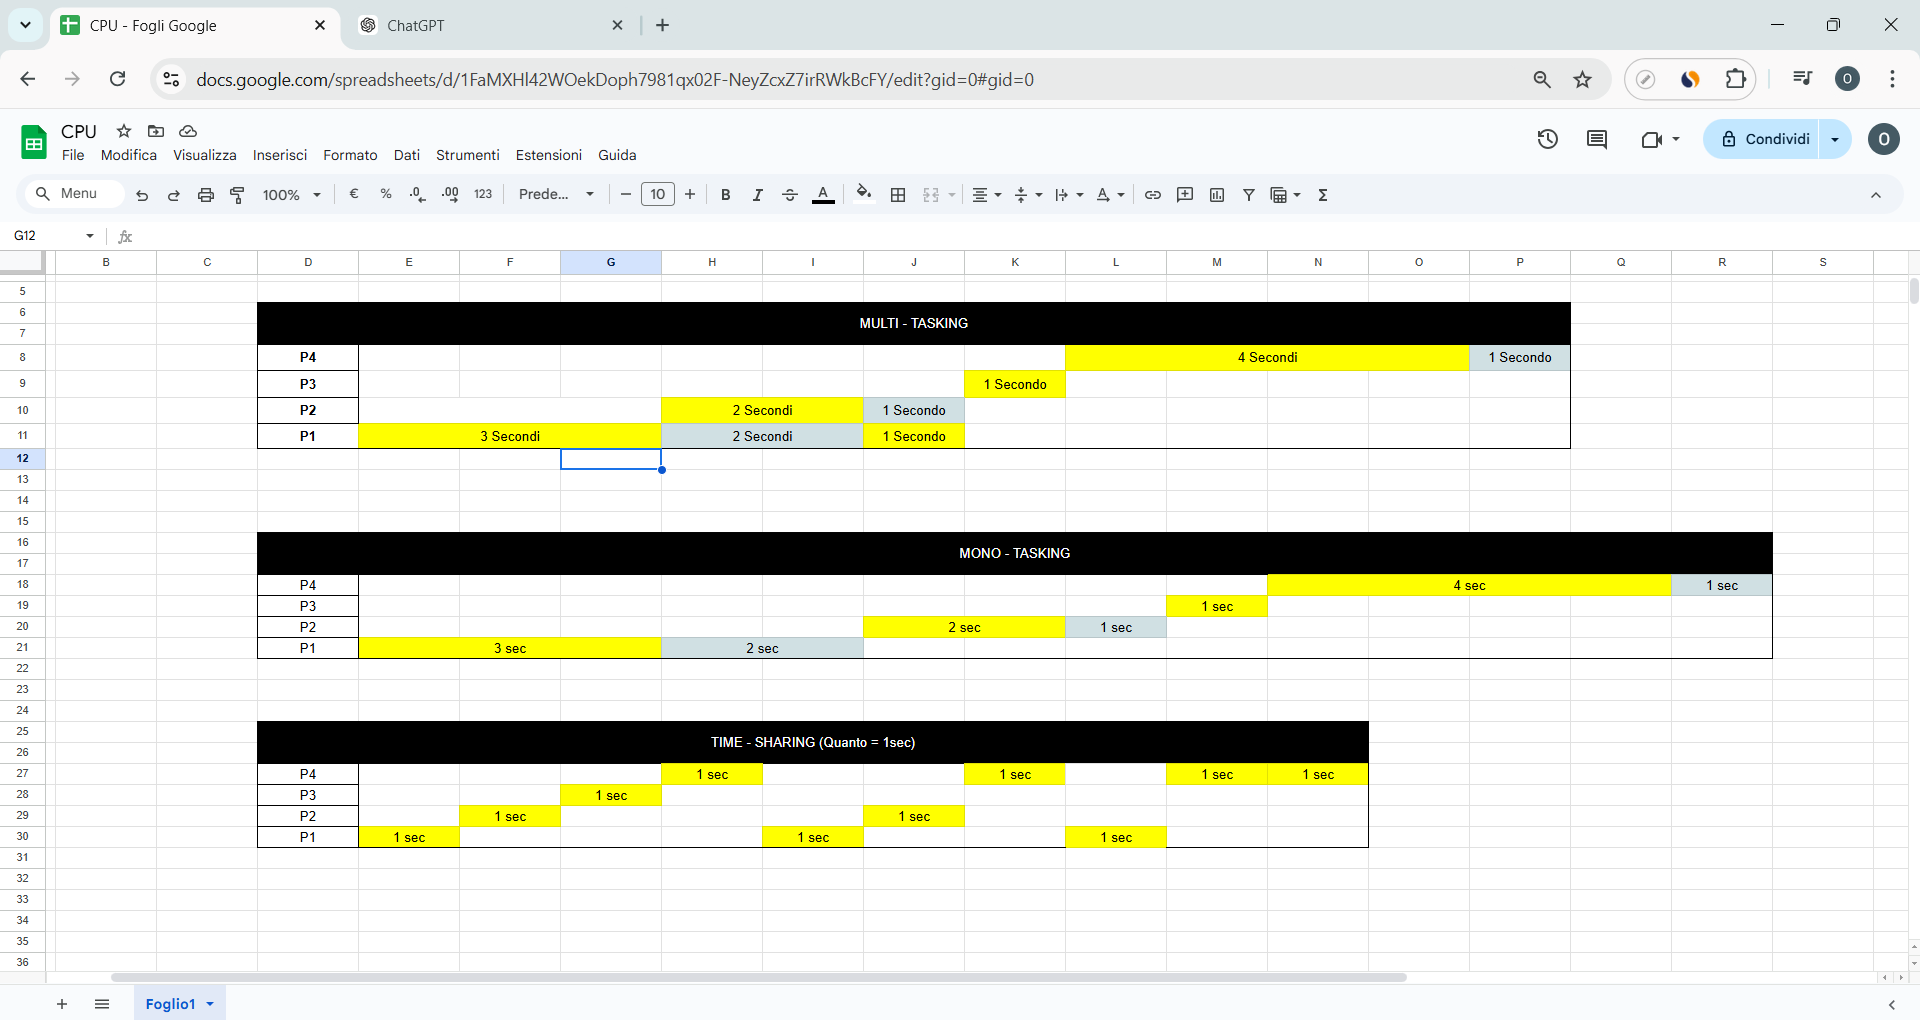 CPU - Fogli Google
ChatGPT
docs.google.com/spreadsheets/d/1FaMXHl42WOekDoph7981qx02F-NeyZcxZ7irRWkBcFY/edit?gid=0#gid=0
O
CPU
File Modifica Visualizza Inserisci Formato Dati Strumenti Estensioni Guida
Condividi
O
Menu 100% € % .0 .00 123 Prede... 10 B I S A Σ
G12 fx
B C D E F G H I J K L M N O P Q R S
5
6
MULTI - TASKING
7
8 P4 4 Secondi 1 Secondo
9 P3 1 Secondo
10 P2 2 Secondi 1 Secondo
11 P1 3 Secondi 2 Secondi 1 Secondo
12
13
14
15
16
MONO - TASKING
17
18 P4 4 sec 1 sec
19 P3 1 sec
20 P2 2 sec 1 sec
21 P1 3 sec 2 sec
22
23
24
25
TIME - SHARING (Quanto = 1sec)
26
27 P4 1 sec 1 sec 1 sec 1 sec
28 P3 1 sec
29 P2 1 sec 1 sec
30 P1 1 sec 1 sec 1 sec
31
32
33
34
35
36
Foglio1